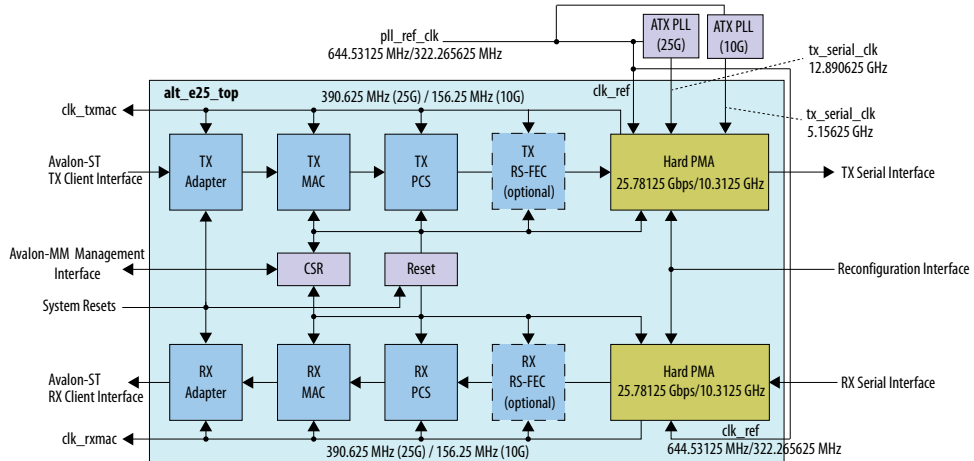 ATX PLL
(25G)
ATX PLL
(10G)
pll_ref_clk
644.53125 MHz/322.265625 MHz
tx_serial_clk
12.890625 GHz
alt_e25_top
clk_ref
clk_txmac
390.625 MHz (25G) / 156.25 MHz (10G)
tx_serial_clk
5.15625 GHz
Avalon-ST
TX Client Interface
TX
Adapter
TX
MAC
TX
PCS
TX
RS-FEC
(optional)
Hard PMA
25.78125 Gbps/10.3125 GHz
TX Serial Interface
Avalon-MM Management
Interface
CSR
Reset
Reconfiguration Interface
System Resets
Avalon-ST
RX Client Interface
RX
Adapter
RX
MAC
RX
PCS
RX
RS-FEC
(optional)
Hard PMA
25.78125 Gbps/10.3125 GHz
RX Serial Interface
clk_rxmac
390.625 MHz (25G) / 156.25 MHz (10G)
clk_ref
644.53125 MHz/322.265625 MHz